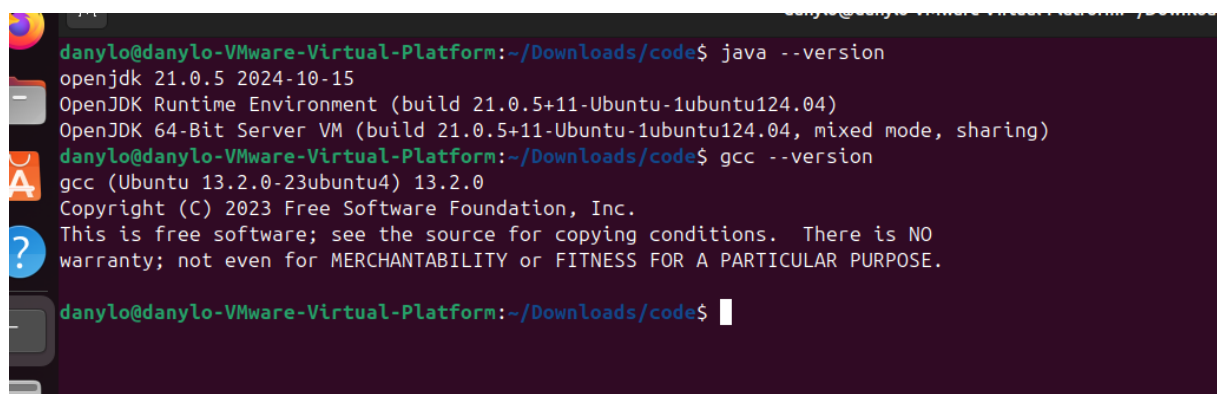 danylo@danylo-VMware-Virtual-Platform:~/Downloads/code$ java --version
openjdk 21.0.5 2024-10-15
OpenJDK Runtime Environment (build 21.0.5+11-Ubuntu-1ubuntu124.04)
OpenJDK 64-Bit Server VM (build 21.0.5+11-Ubuntu-1ubuntu124.04, mixed mode, sharing)
danylo@danylo-VMware-Virtual-Platform:~/Downloads/code$ gcc --version
gcc (Ubuntu 13.2.0-23ubuntu4) 13.2.0
Copyright (C) 2023 Free Software Foundation, Inc.
This is free software; see the source for copying conditions.  There is NO
warranty; not even for MERCHANTABILITY or FITNESS FOR A PARTICULAR PURPOSE.
danylo@danylo-VMware-Virtual-Platform:~/Downloads/code$